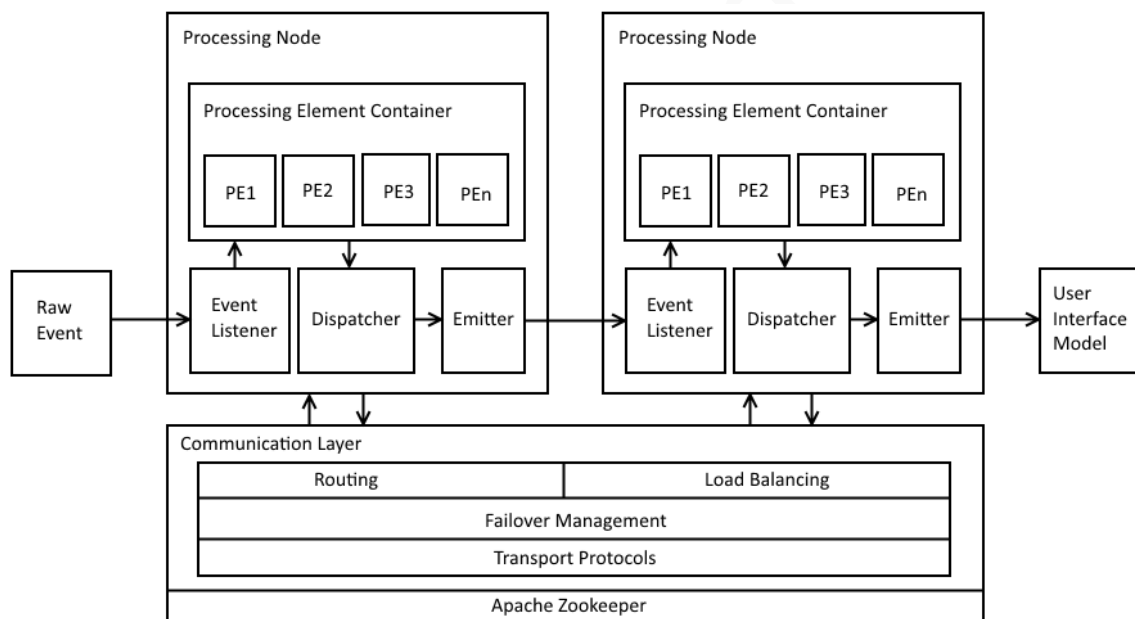 Processing Node
Processing Element Container
PE1
PE2
PE3
PEn
Raw
Event
Event
Listener
Dispatcher
Emitter
Processing Node
Processing Element Container
PE1
PE2
PE3
PEn
Event
Listener
Dispatcher
Emitter
User
Interface
Model
Communication Layer
Routing
Load Balancing
Failover Management
Transport Protocols
Apache Zookeeper